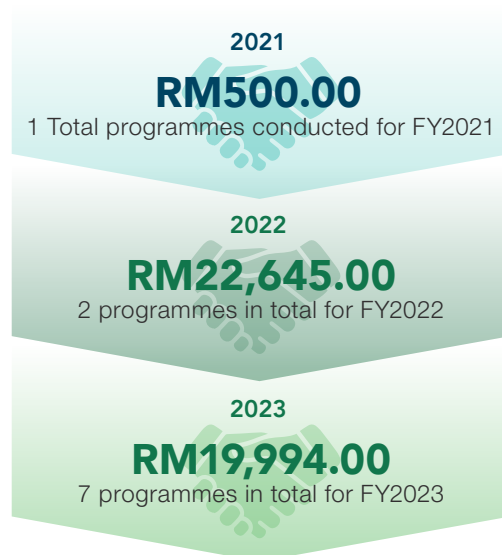 2021
RM500.00
1 Total programmes conducted for FY2021
2022
RM22,645.00
2 programmes in total for FY2022
2023
RM19,994.00
7 programmes in total for FY2023